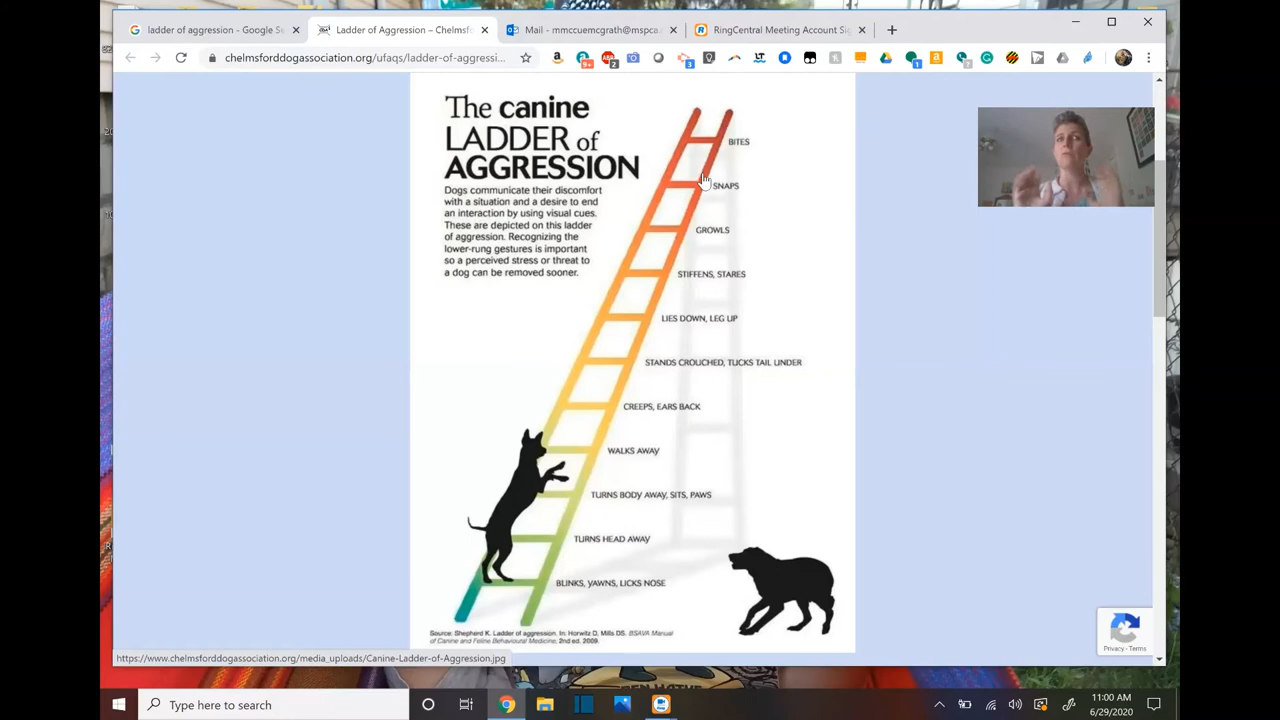 ladder of aggression - Google Se
Ladder of Aggression – Chelmsf
Mail - mmccuemcgrath@mspca
RingCentral Meeting Account Sig
chelmsforddogassociation.org/ufaqs/ladder-of-aggressi...
The canine
LADDER of
AGGRESSION
Dogs communicate their discomfort
with a situation and a desire to end
an interaction by using visual cues.
These are depicted on this ladder
of aggression. Recognizing the
lower-rung gestures is important
so a perceived stress or threat to
a dog can be removed sooner.
BITES
SNAPS
GROWLS
STIFFENS, STARES
LIES DOWN, LEG UP
STANDS CROUCHED, TUCKS TAIL UNDER
CREEPS, EARS BACK
WALKS AWAY
TURNS BODY AWAY, SITS, PAWS
TURNS HEAD AWAY
BLINKS, YAWNS, LICKS NOSE
Source: Shepherd K. Ladder of aggression. In: Horwitz D, Mills DS. BSAVA Manual
of Canine and Feline Behavioural Medicine, 2nd ed. 2009.
Privacy - Terms
https://www.chelmsforddogassociation.org/media_uploads/Canine-Ladder-of-Aggression.jpg
Type here to search
11:00 AM
6/29/2020